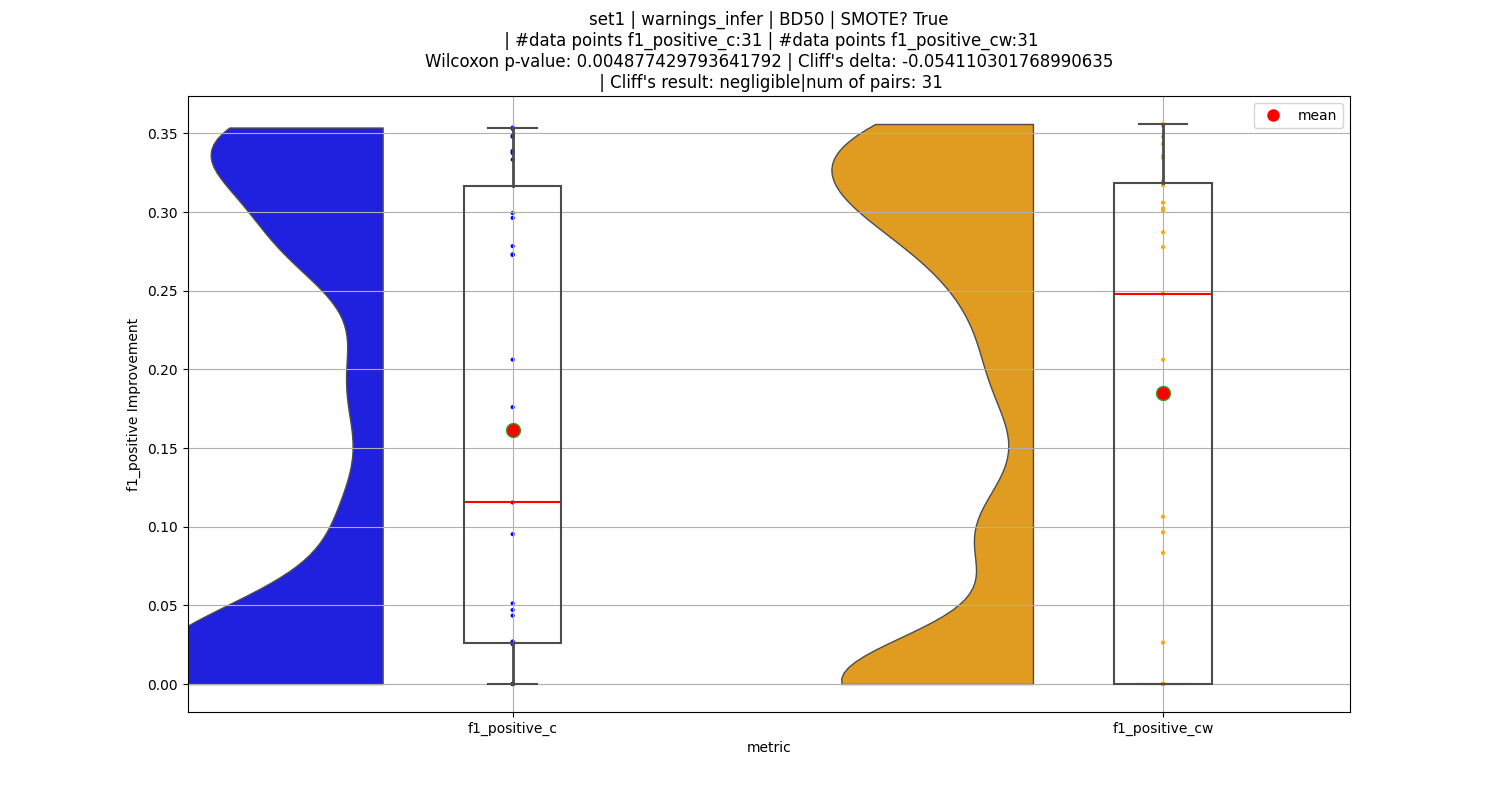 set1 | warnings_infer | BD50 | SMOTE? True
| #data points f1_positive_c:31 | #data points f1_positive_cw:31
Wilcoxon p-value: 0.004877429793641792 | Cliff's delta: -0.054110301768990635
| Cliff's result: negligible|num of pairs: 31
mean
0.35
0.30
0.25
0.20
0.15
0.10
0.05
0.00
f1_positive Improvement
f1_positive_c
f1_positive_cw
metric